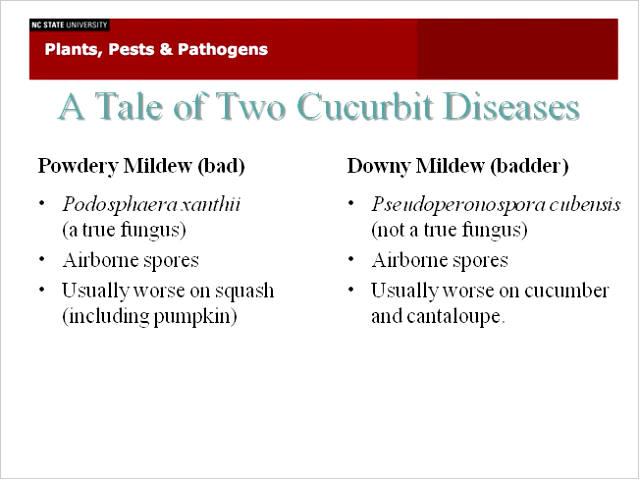 NC STATE UNIVERSITY
Plants, Pests & Pathogens
A Tale of Two Cucurbit Diseases
Powdery Mildew (bad)
• Podosphaera xanthii
(a true fungus)
• Airborne spores
• Usually worse on squash
(including pumpkin)
Downy Mildew (badder)
• Pseudoperonospora cubensis
(not a true fungus)
• Airborne spores
• Usually worse on cucumber
and cantaloupe.